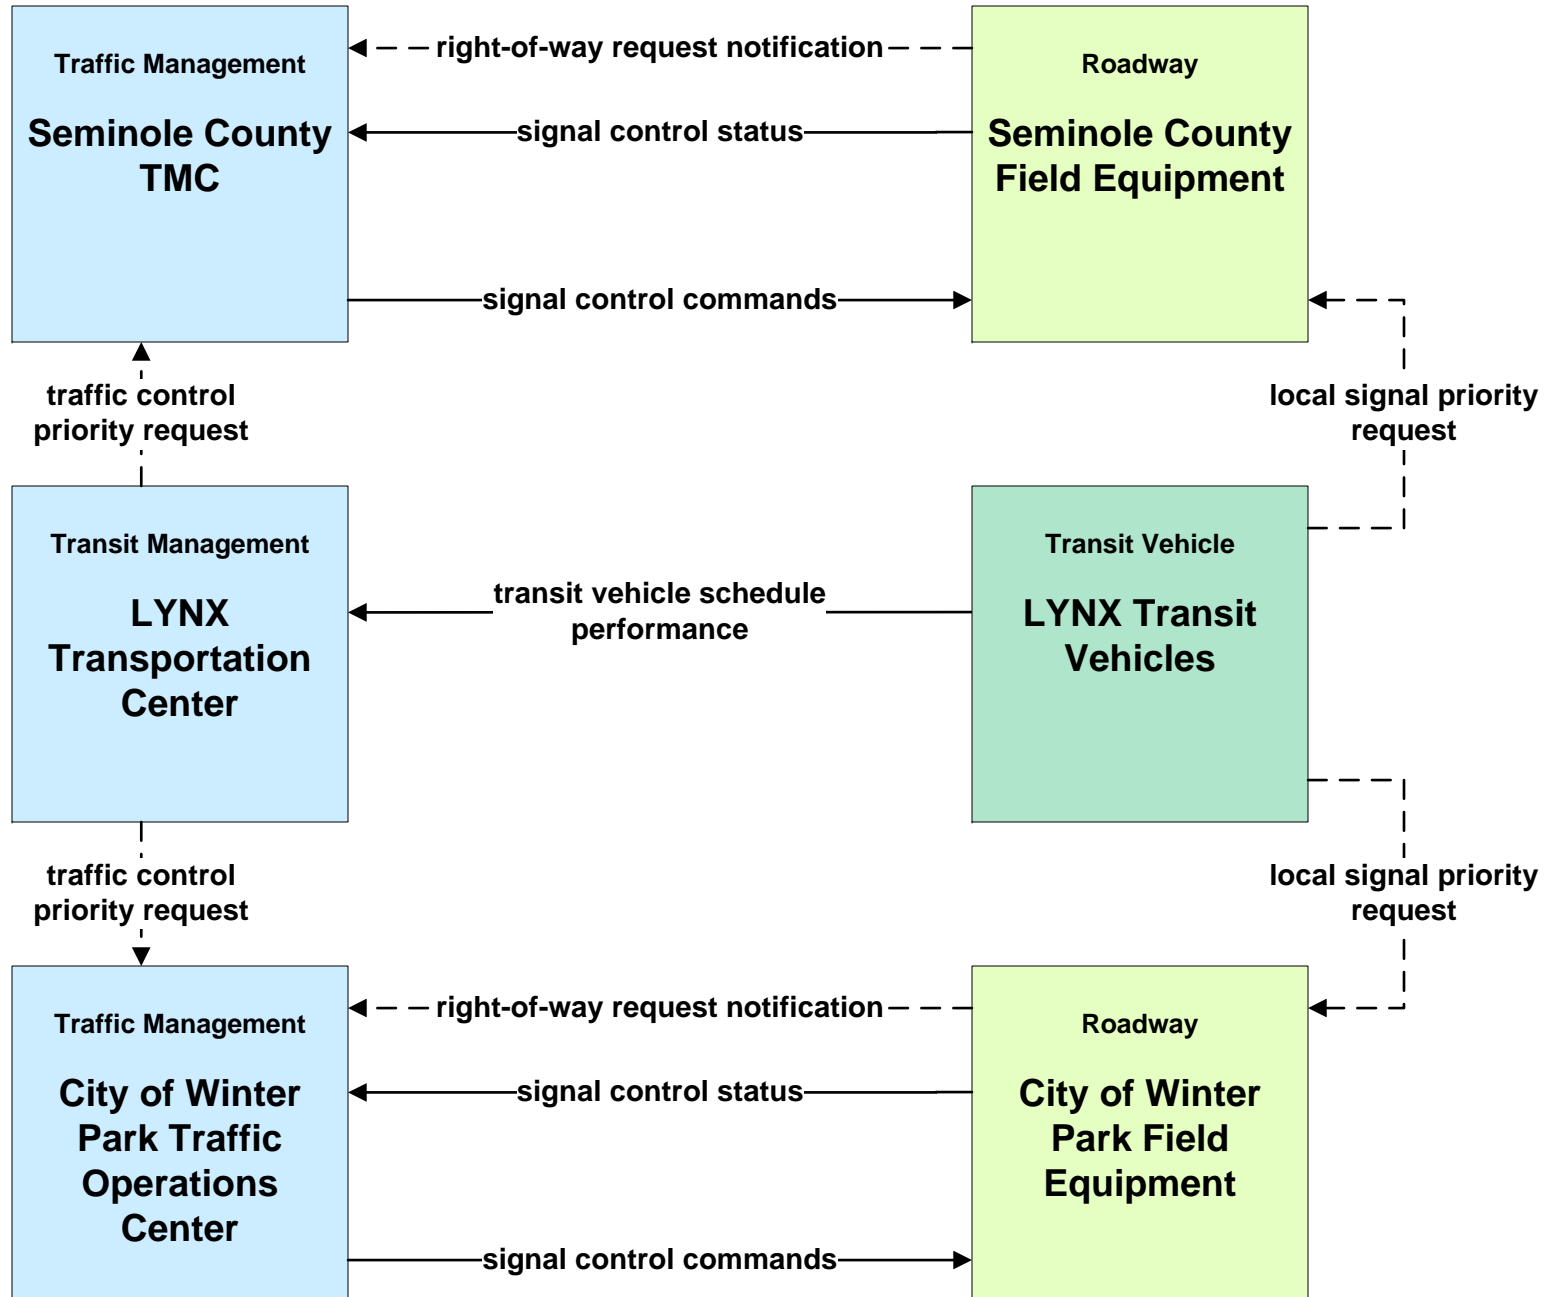 Traffic Management
Seminole County
TMC
right-of-way request notification
signal control status
signal control commands
Roadway
Seminole County
Field Equipment
traffic control
priority request
local signal priority
request
Transit Management
LYNX
Transportation
Center
transit vehicle schedule
performance
Transit Vehicle
LYNX Transit
Vehicles
traffic control
priority request
local signal priority
request
Traffic Management
City of Winter
Park Traffic
Operations
Center
right-of-way request notification
signal control status
signal control commands
Roadway
City of Winter
Park Field
Equipment